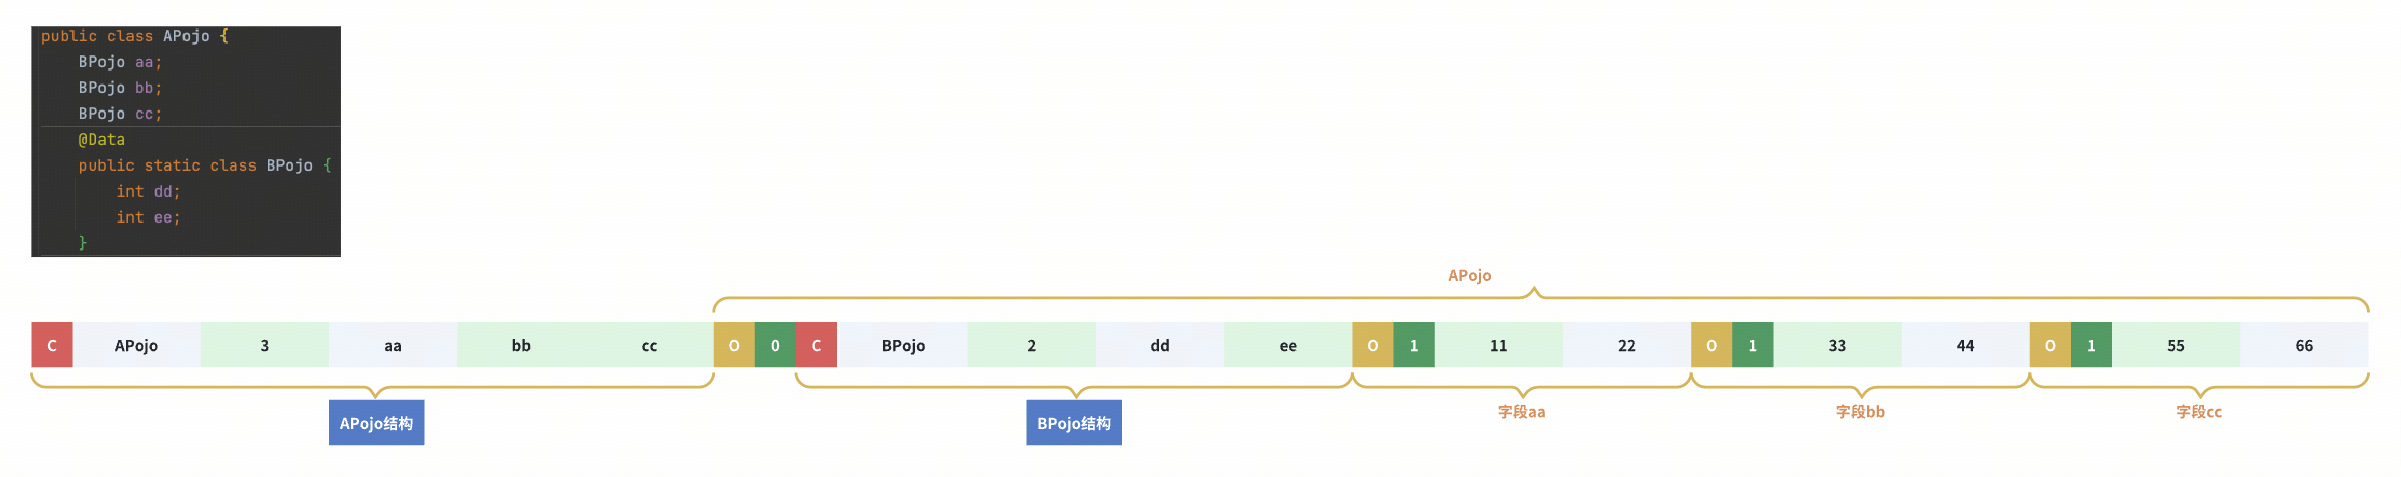 public class APojo {
BPojo aa;
BPojo bb;
BPojo cc;
@Data
public static class BPojo {
int dd;
int ee;
}
APojo
C APojo 3 aa bb cc O 0 C BPojo 2 dd ee O 1 11 22 O 1 33 44 O 1 55 66
APojo结构 BPojo结构 字段aa 字段bb 字段cc